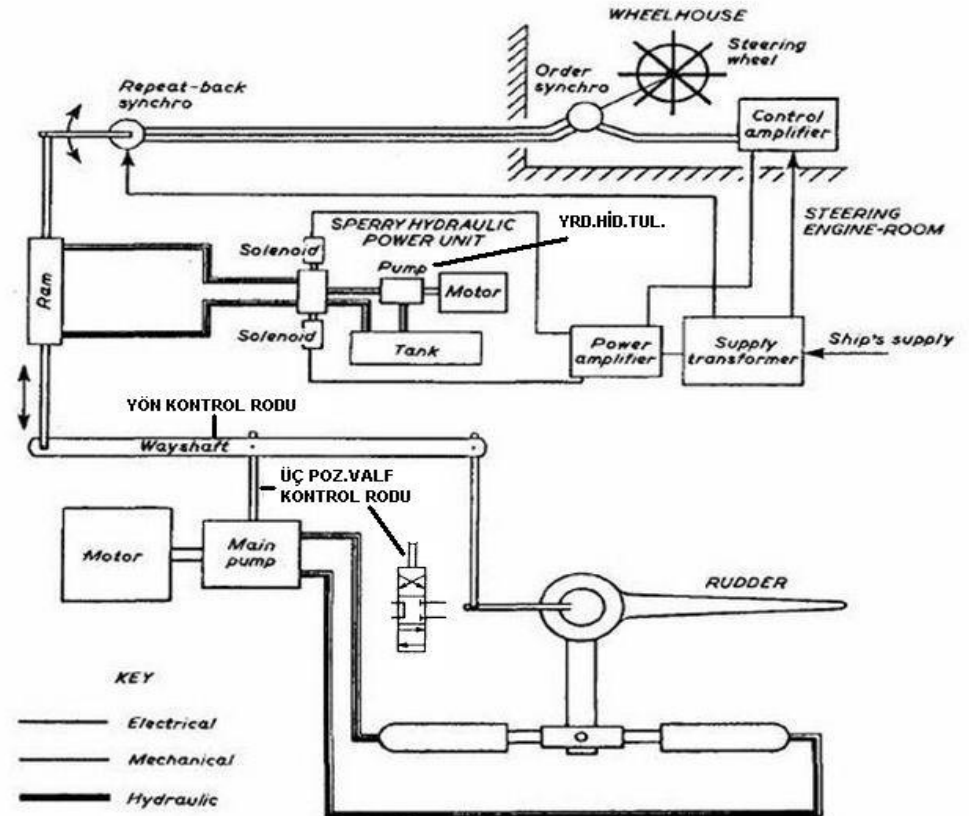 WHEELHOUSE
Steering
wheel
Order
synchro
Repeat-back
synchro
Control
amplifier
STEERING
ENGINE-ROOM
SPERRY HYDRAULIC
POWER UNIT
YRD.HİD.TUL.
Solenoid
Pump
Motor
Ram
Solenoid
Tank
Power
amplifier
Supply
transformer
Ship's supply
YÖN KONTROL RODU
Wayshaft
ÜÇ POZ.VALF
KONTROL RODU
Motor
Main
pump
RUDDER
KEY
Electrical
Mechanical
Hydraulic